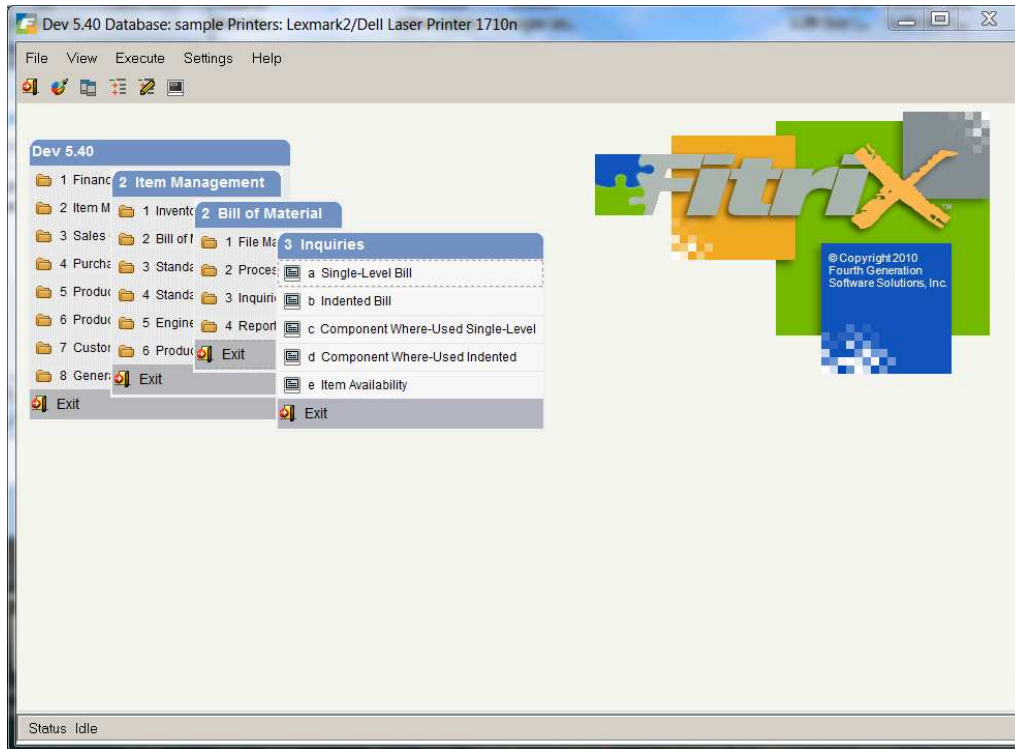 Dev 5.40 Database: sample Printers: Lexmark2/Dell Laser Printer 1710n
File View Execute Settings Help
Dev 5.40
1 Financ
2 Item M
3 Sales
4 Purcha
5 Produc
6 Produc
7 Custor
8 Genera
Exit
2 Item Management
1 Invento
2 Bill of
3 Standa
4 Standa
5 Engine
6 Produc
Exit
2 Bill of Material
1 File Ma
2 Proces
3 Inquiri
4 Report
Exit
3 Inquiries
a Single-Level Bill
b Indented Bill
c Component Where-Used Single-Level
d Component Where-Used Indented
e Item Availability
Exit
FitriX
TM
© Copyright 2010
Fourth Generation
Software Solutions, Inc.
Status Idle